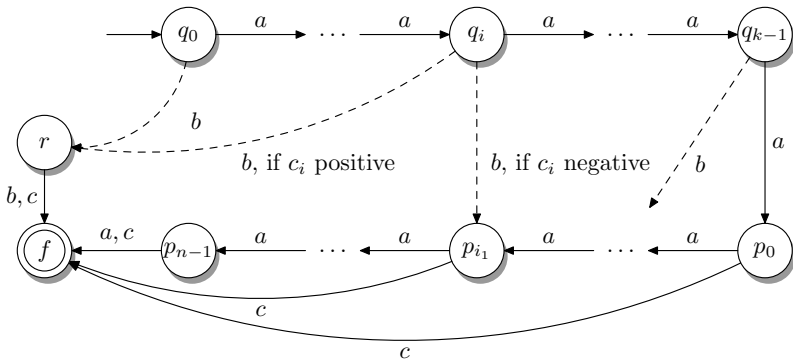 a a a a
q₀ ⋯ qᵢ ⋯ qₖ₋₁
b
r b, if cᵢ positive b, if cᵢ negative b a
b, c
a, c a a a a
f pₙ₋₁ ⋯ pᵢ₁ ⋯ p₀
c
c